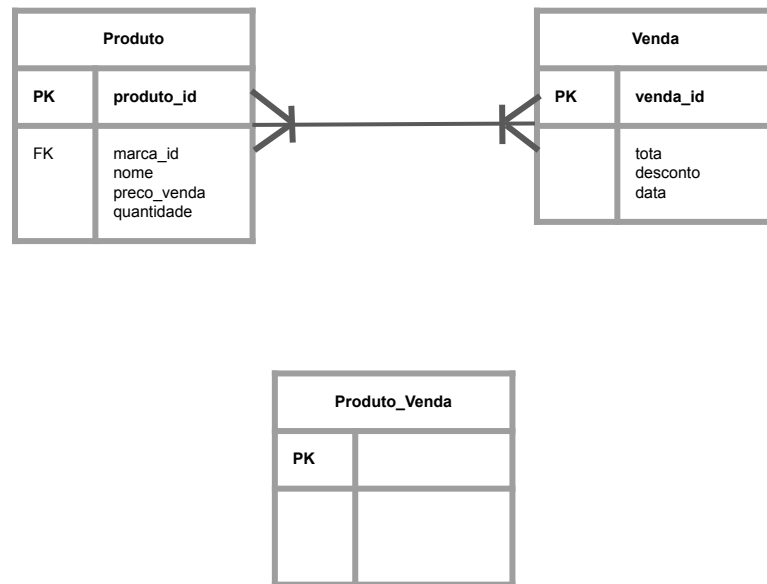 Produto
PK produto_id
FK marca_id
nome
preco_venda
quantidade
Venda
PK venda_id
tota
desconto
data
Produto_Venda
PK